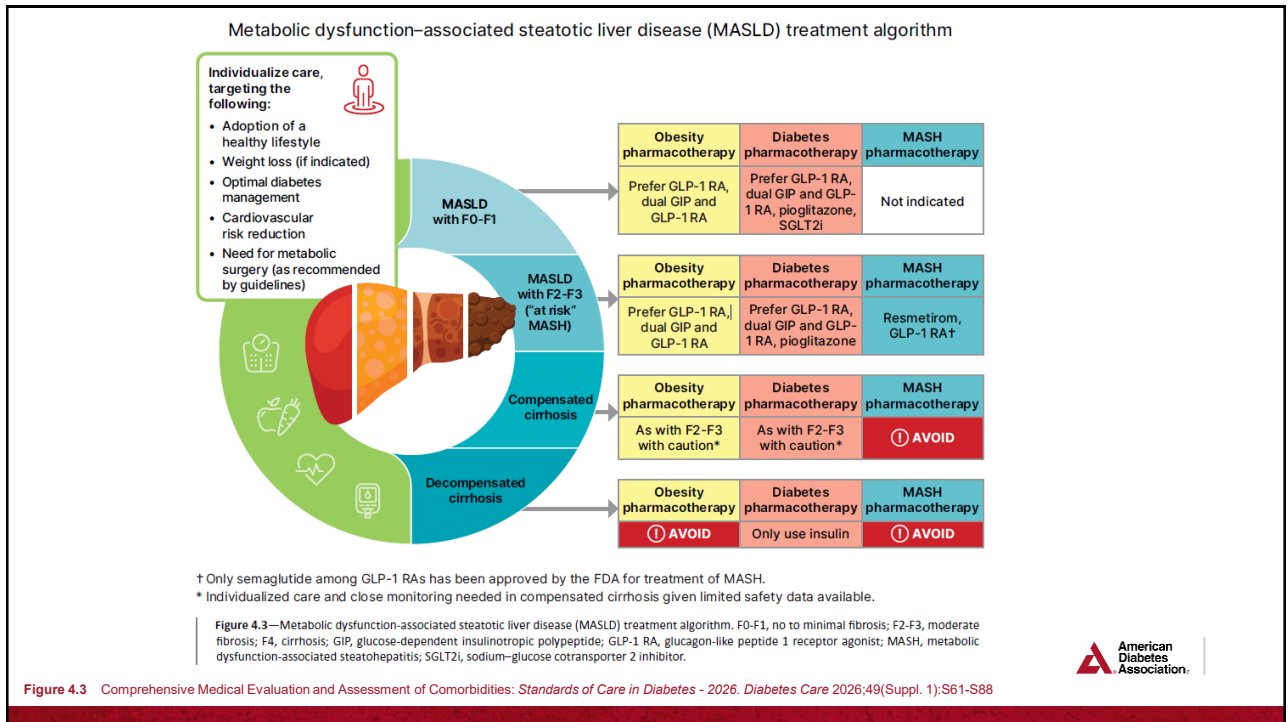 Metabolic dysfunction–associated steatotic liver disease (MASLD) treatment algorithm
Individualize care,
targeting the
following:
• Adoption of a
healthy lifestyle
• Weight loss (if indicated)
• Optimal diabetes
management
• Cardiovascular
risk reduction
• Need for metabolic
surgery (as recommended
by guidelines)
MASLD
with F0-F1
Obesity
pharmacotherapy
Diabetes
pharmacotherapy
MASH
pharmacotherapy
Prefer GLP-1 RA,
dual GIP and
GLP-1 RA
Prefer GLP-1 RA,
dual GIP and GLP-
1 RA, pioglitazone,
SGLT2i
Not indicated
MASLD
with F2-F3
("at risk"
MASH)
Obesity
pharmacotherapy
Diabetes
pharmacotherapy
MASH
pharmacotherapy
Prefer GLP-1 RA,
dual GIP and
GLP-1 RA
Prefer GLP-1 RA,
dual GIP and GLP-
1 RA, pioglitazone
Resmetirom,
GLP-1 RA†
Compensated
cirrhosis
Obesity
pharmacotherapy
Diabetes
pharmacotherapy
MASH
pharmacotherapy
As with F2-F3
with caution*
As with F2-F3
with caution*
! AVOID
Decompensated
cirrhosis
Obesity
pharmacotherapy
Diabetes
pharmacotherapy
MASH
pharmacotherapy
! AVOID
Only use insulin
! AVOID
† Only semaglutide among GLP-1 RAs has been approved by the FDA for treatment of MASH.
* Individualized care and close monitoring needed in compensated cirrhosis given limited safety data available.
Figure 4.3—Metabolic dysfunction-associated steatotic liver disease (MASLD) treatment algorithm. F0-F1, no to minimal fibrosis; F2-F3, moderate
fibrosis; F4, cirrhosis; GIP, glucose-dependent insulinotropic polypeptide; GLP-1 RA, glucagon-like peptide 1 receptor agonist; MASH, metabolic
dysfunction-associated steatohepatitis; SGLT2i, sodium–glucose cotransporter 2 inhibitor.
American
Diabetes
Association®
Figure 4.3 Comprehensive Medical Evaluation and Assessment of Comorbidities: Standards of Care in Diabetes - 2026. Diabetes Care 2026;49(Suppl. 1):S61-S88